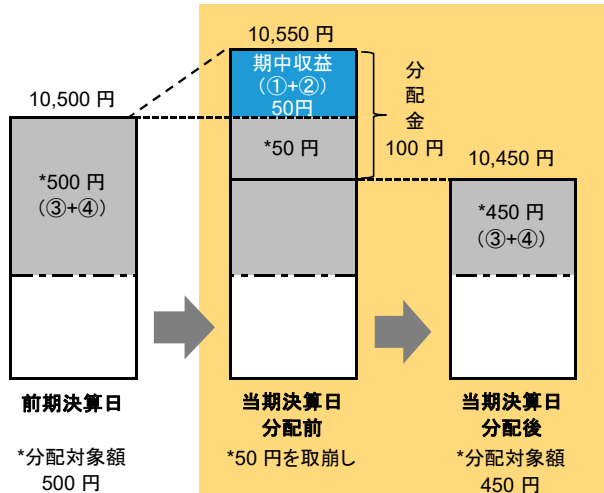 10,500 円
*500 円
(③+④)
前期決算日
*分配対象額
500 円
10,550 円
期中収益
(①+②)
50円
*50 円
分
配
金
100 円
当期決算日
分配前
*50 円を取崩し
10,450 円
*450 円
(③+④)
当期決算日
分配後
*分配対象額
450 円